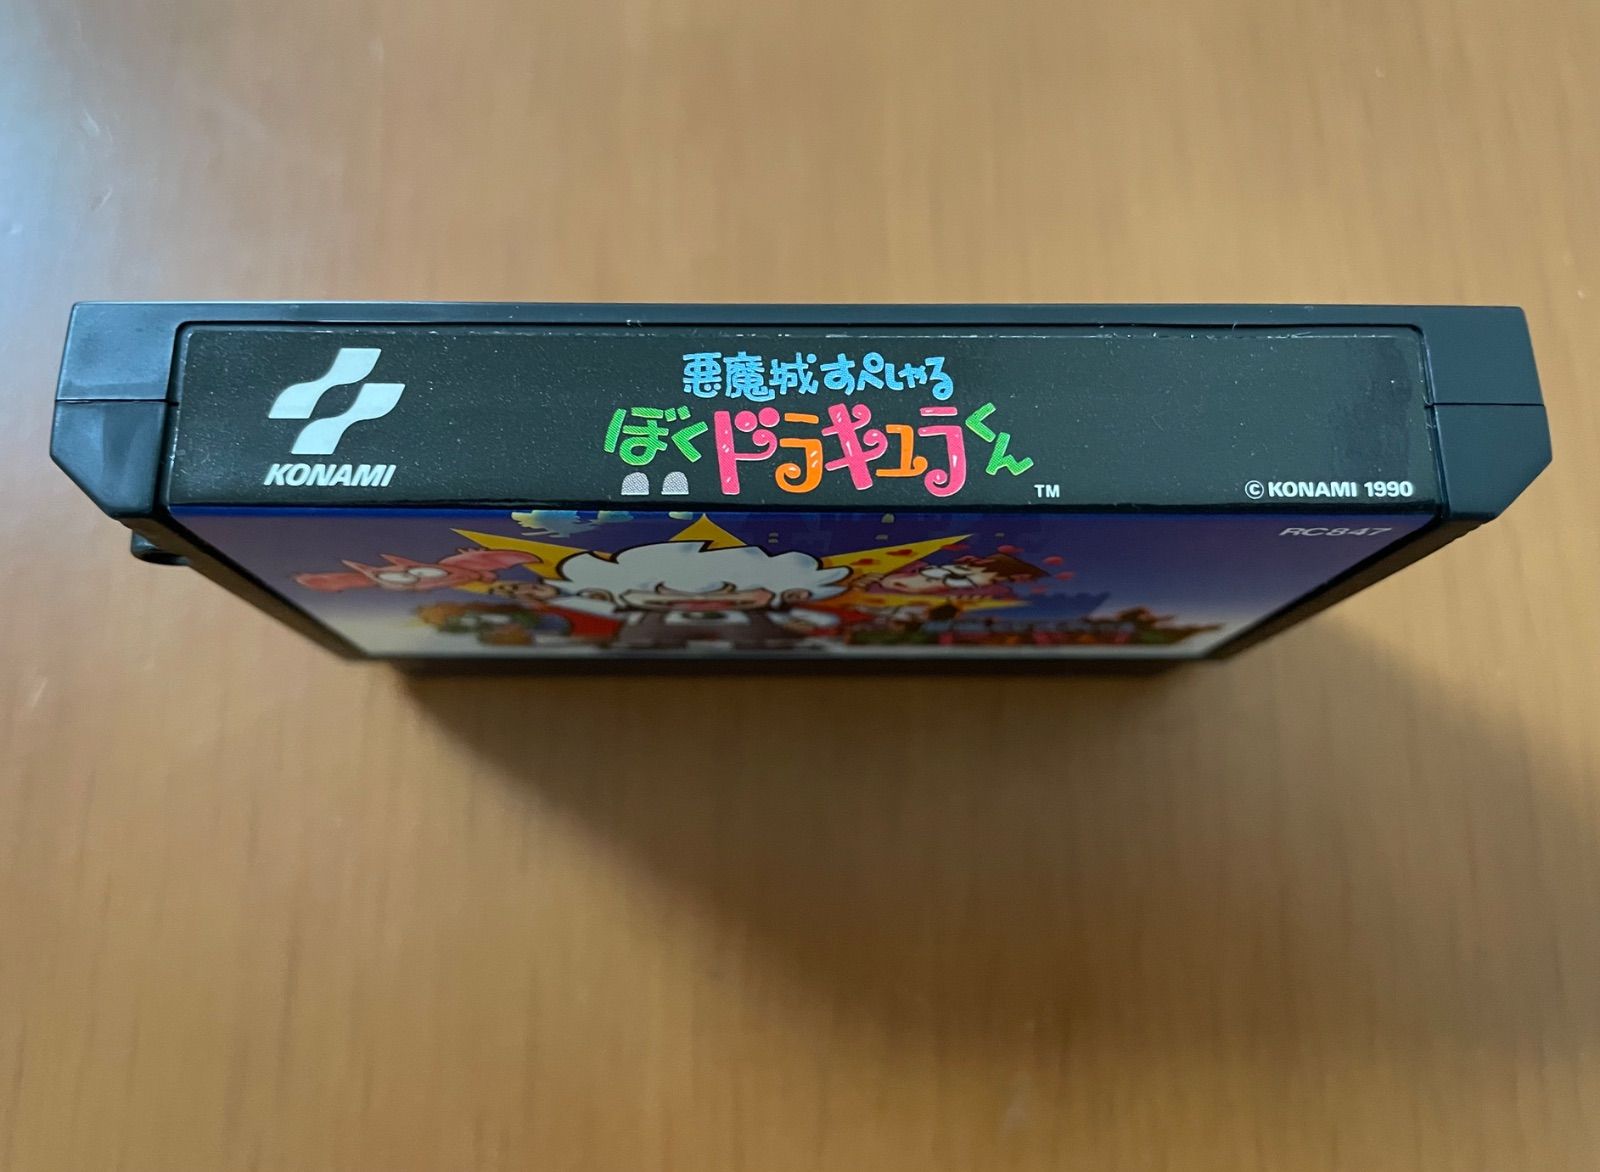 悪魔城すぺしゃる
ぼくドラキュラくん
TM
KONAMI
© KONAMI 1990
RC847